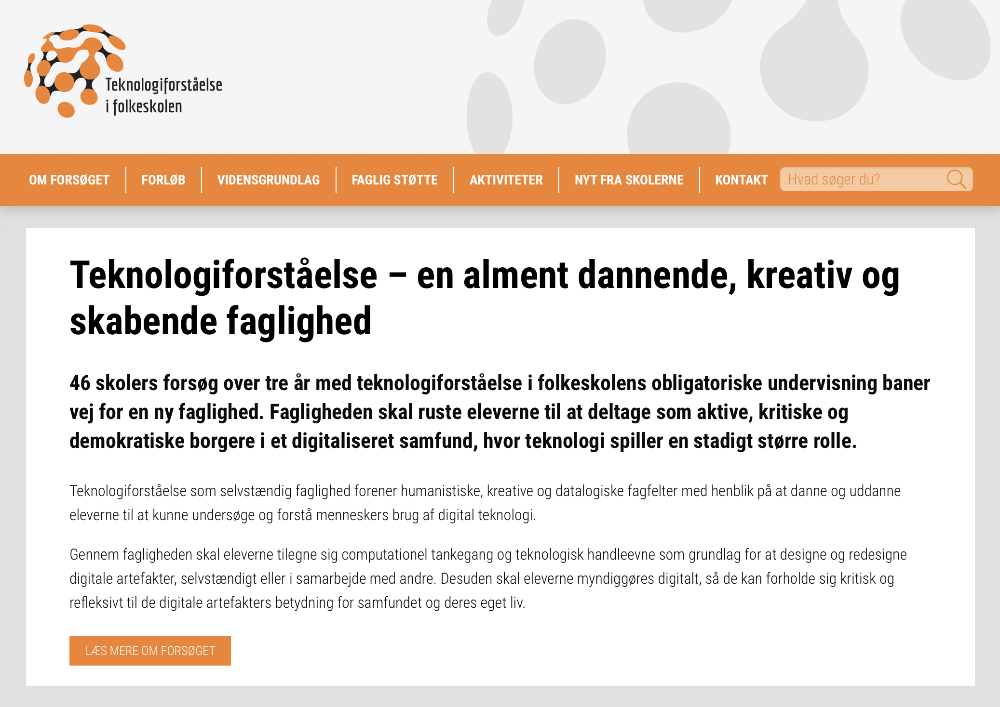 Teknologiforståelse
i folkeskolen
OM FORSØGET
FORLØB
VIDENSGRUNDLAG
FAGLIG STØTTE
AKTIVITETER
NYT FRA SKOLERNE
KONTAKT
Hvad søger du?
Teknologiforståelse – en alment dannende, kreativ og
skabende faglighed
46 skolers forsøg over tre år med teknologiforståelse i folkeskolens obligatoriske undervisning baner
vej for en ny faglighed. Fagligheden skal ruste eleverne til at deltage som aktive, kritiske og
demokratiske borgere i et digitaliseret samfund, hvor teknologi spiller en stadigt større rolle.
Teknologiforståelse som selvstændig faglighed forener humanistiske, kreative og datalogiske fagfelter med henblik på at danne og uddanne
eleverne til at kunne undersøge og forstå menneskers brug af digital teknologi.
Gennem fagligheden skal eleverne tilegne sig computationel tankegang og teknologisk handleevne som grundlag for at designe og redesigne
digitale artefakter, selvstændigt eller i samarbejde med andre. Desuden skal eleverne myndiggøres digitalt, så de kan forholde sig kritisk og
refleksivt til de digitale artefakters betydning for samfundet og deres eget liv.
LÆS MERE OM FORSØGET